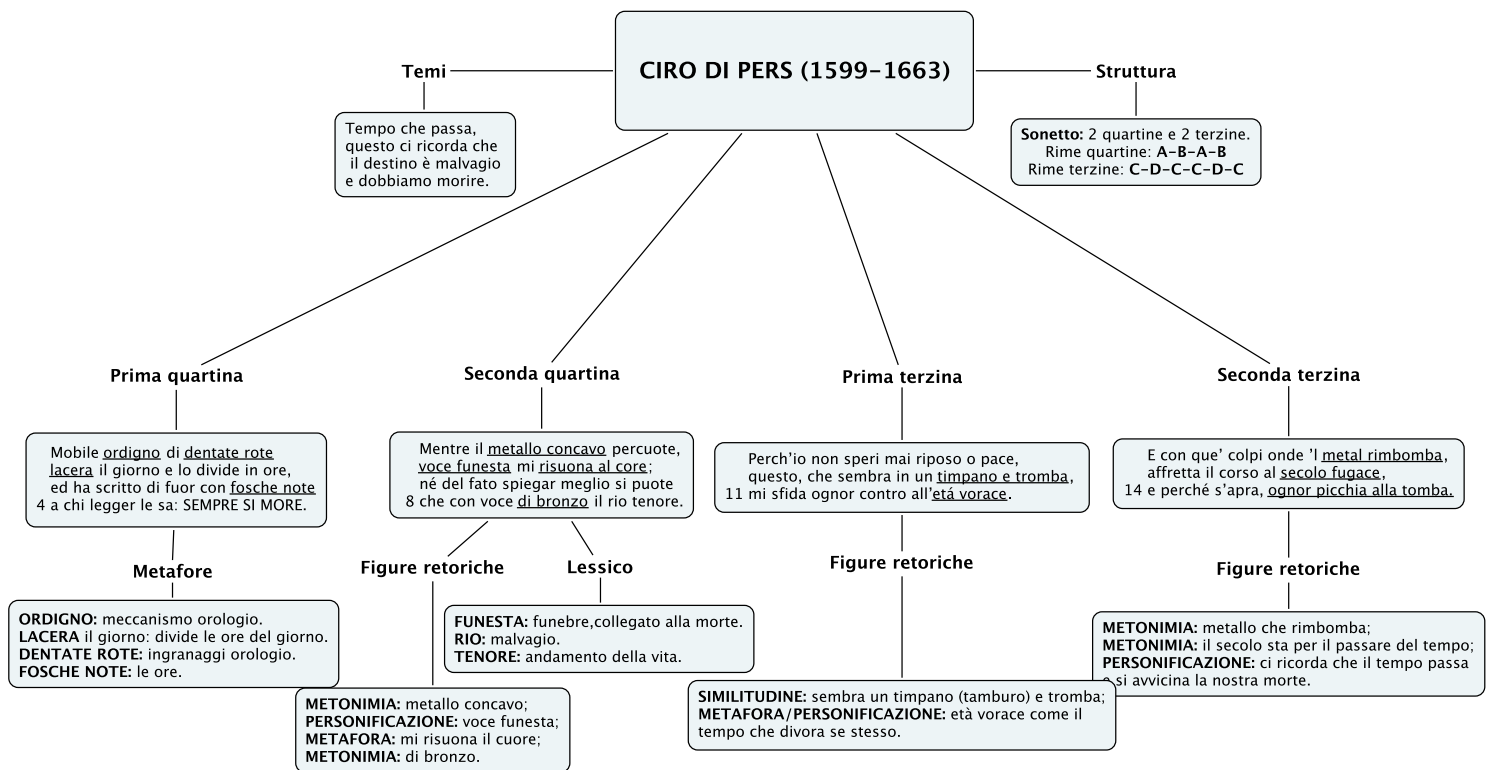 CIRO DI PERS (1599–1663)
Temi
Tempo che passa,
questo ci ricorda che
il destino è malvagio
e dobbiamo morire.
Struttura
Sonetto: 2 quartine e 2 terzine.
Rime quartine: A–B–A–B
Rime terzine: C–D–C–C–D–C
Prima quartina
Mobile ordigno di dentate rote
lacera il giorno e lo divide in ore,
ed ha scritto di fuor con fosche note
4 a chi legger le sa: SEMPRE SI MORE.
Metafore
ORDIGNO: meccanismo orologio.
LACERA il giorno: divide le ore del giorno.
DENTATE ROTE: ingranaggi orologio.
FOSCHE NOTE: le ore.
Seconda quartina
Mentre il metallo concavo percuote,
voce funesta mi risuona al core;
né del fato spiegar meglio si puote
8 che con voce di bronzo il rio tenore.
Figure retoriche
METONIMIA: metallo concavo;
PERSONIFICAZIONE: voce funesta;
METAFORA: mi risuona il cuore;
METONIMIA: di bronzo.
Lessico
FUNESTA: funebre,collegato alla morte.
RIO: malvagio.
TENORE: andamento della vita.
Prima terzina
Perch'io non speri mai riposo o pace,
questo, che sembra in un timpano e tromba,
11 mi sfida ognor contro all'etá vorace.
Figure retoriche
SIMILITUDINE: sembra un timpano (tamburo) e tromba;
METAFORA/PERSONIFICAZIONE: età vorace come il
tempo che divora se stesso.
Seconda terzina
E con que' colpi onde 'l metal rimbomba,
affretta il corso al secolo fugace,
14 e perché s'apra, ognor picchia alla tomba.
Figure retoriche
METONIMIA: metallo che rimbomba;
METONIMIA: il secolo sta per il passare del tempo;
PERSONIFICAZIONE: ci ricorda che il tempo passa
e si avvicina la nostra morte.